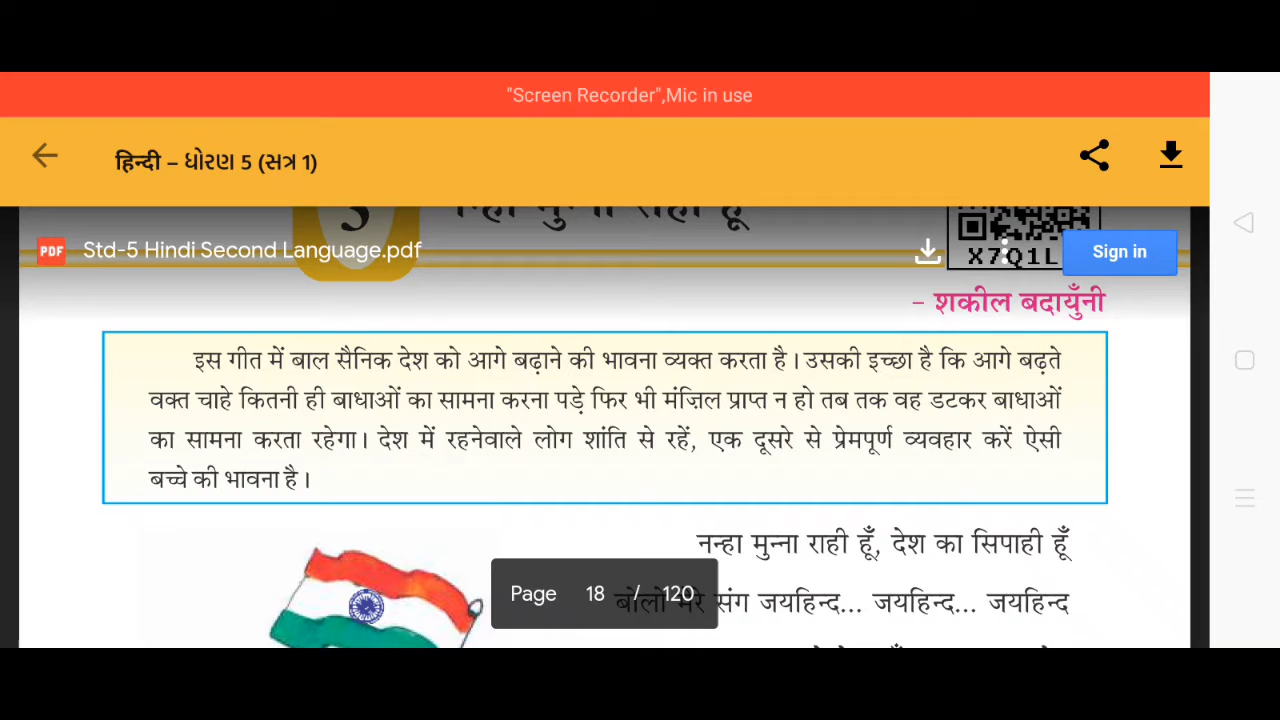 "Screen Recorder",Mic in use
हिन्दी – ધોરણ 5 (સત્ર 1)
Std-5 Hindi Second Language.pdf
X7Q1L
Sign in
– शकील बदायुँनी
इस गीत में बाल सैनिक देश को आगे बढ़ाने की भावना व्यक्त करता है। उसकी इच्छा है कि आगे बढ़ते
वक्त चाहे कितनी ही बाधाओं का सामना करना पड़े फिर भी मंज़िल प्राप्त न हो तब तक वह डटकर बाधाओं
का सामना करता रहेगा। देश में रहनेवाले लोग शांति से रहें, एक दूसरे से प्रेमपूर्ण व्यवहार करें ऐसी
बच्चे की भावना है।
नन्हा मुन्ना राही हूँ, देश का सिपाही हूँ
बोलो मेरे संग जयहिन्द... जयहिन्द... जयहिन्द
Page 18 / 120